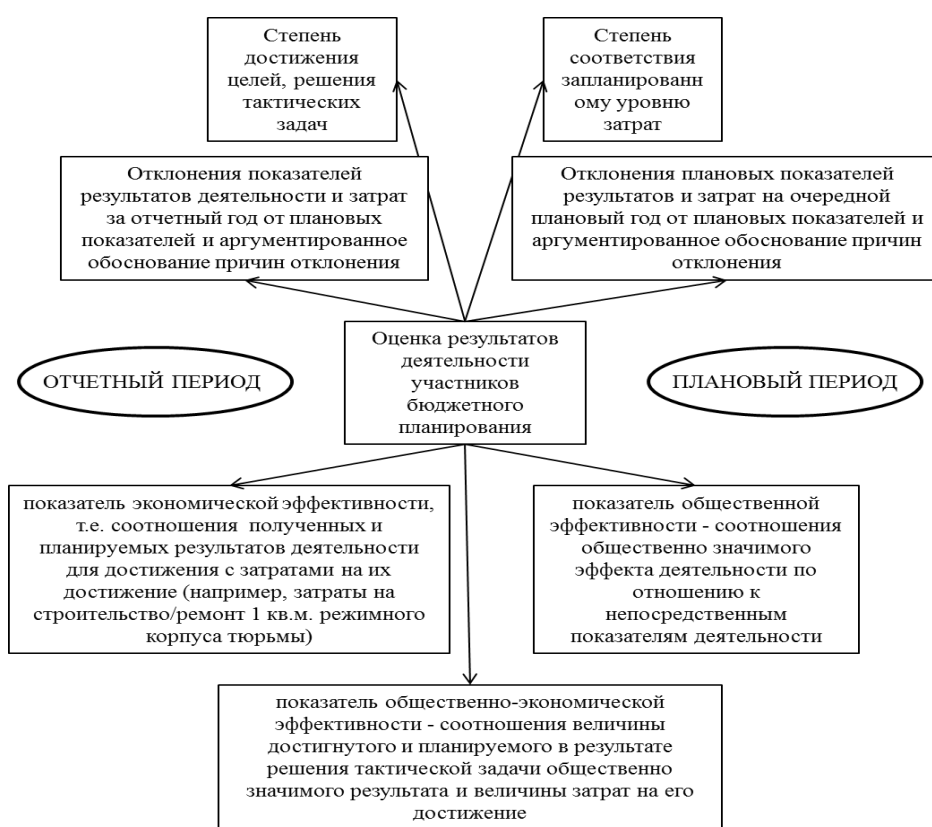 Степень
достижения
целей, решения
тактических
задач
Степень
соответствия
запланированн
ому уровню
затрат
Отклонения показателей
результатов деятельности и затрат
за отчетный год от плановых
показателей и аргументированное
обоснование причин отклонения
Отклонения плановых показателей
результатов и затрат на очередной
плановый год от плановых показателей и
аргументированное обоснование причин
отклонения
Оценка результатов
деятельности
участников
бюджетного
планирования
ОТЧЕТНЫЙ ПЕРИОД
ПЛАНОВЫЙ ПЕРИОД
показатель экономической эффективности,
т.е. соотношения полученных и
планируемых результатов деятельности
для достижения с затратами на их
достижение (например, затраты на
строительство/ремонт 1 кв.м. режимного
корпуса тюрьмы)
показатель общественной
эффективности - соотношения
общественно значимого
эффекта деятельности по
отношению к
непосредственным
показателям деятельности
показатель общественно-экономической
эффективности - соотношения величины
достигнутого и планируемого в результате
решения тактической задачи общественно
значимого результата и величины затрат на его
достижение